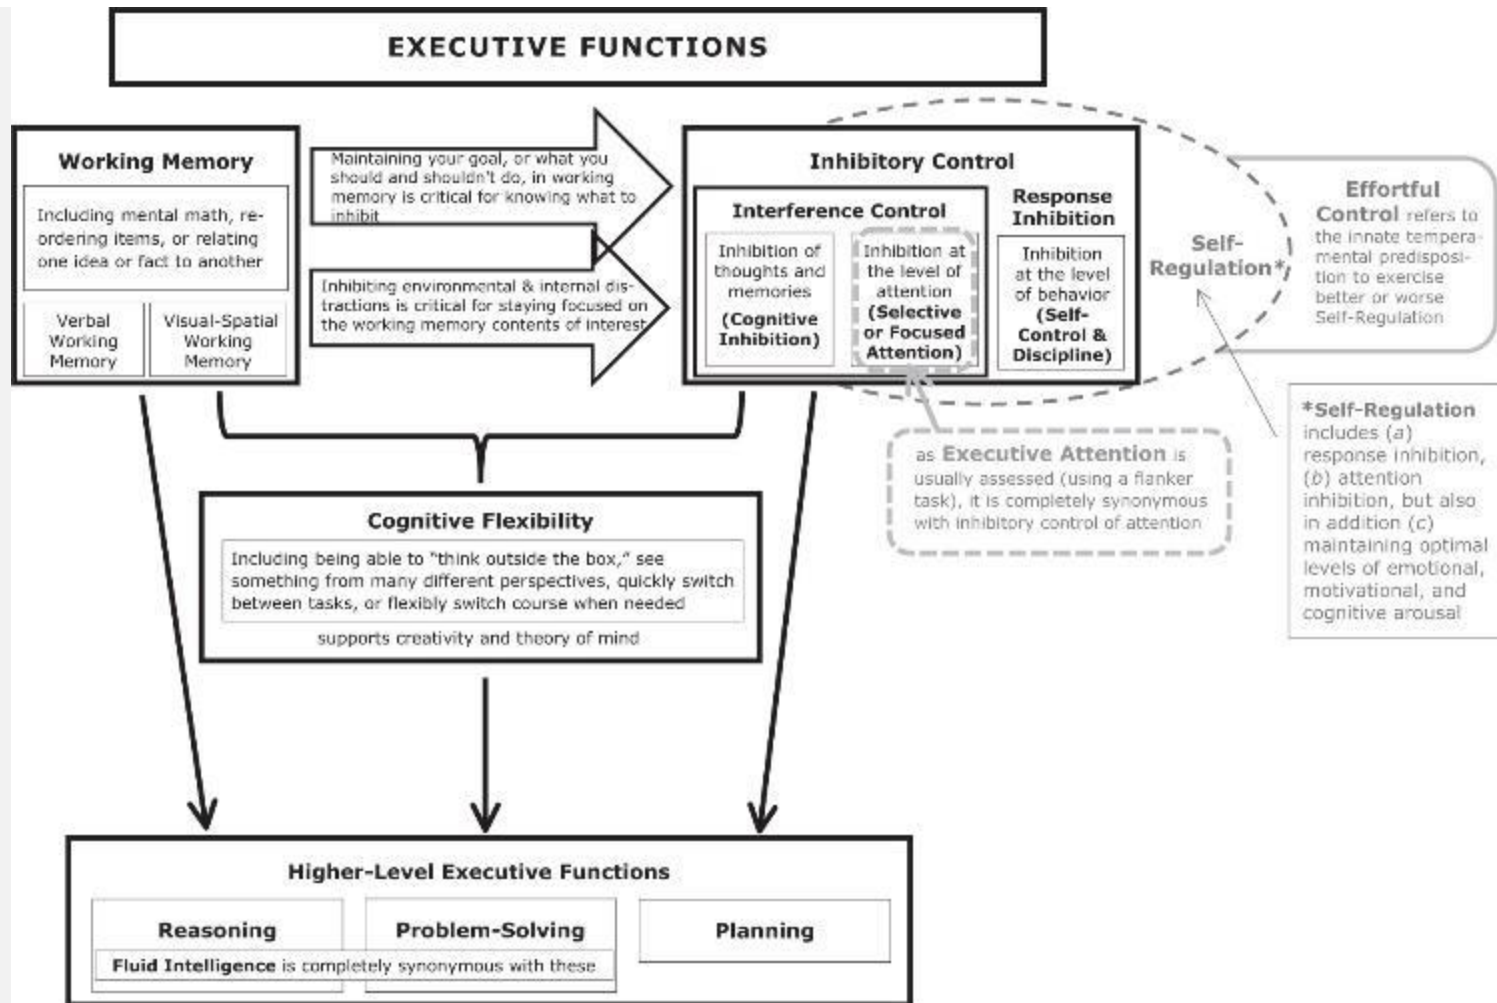 EXECUTIVE FUNCTIONS
Working Memory
Including mental math, re-
ordering items, or relating
one idea or fact to another
Verbal
Working
Memory
Visual-Spatial
Working
Memory
Maintaining your goal, or what you
should and shouldn't do, in working
memory is critical for knowing what to
inhibit
Inhibiting environmental & internal dis-
tractions is critical for staying focused on
the working memory contents of interest
Inhibitory Control
Interference Control
Inhibition of
thoughts and
memories
(Cognitive
Inhibition)
Inhibition at
the level of
attention
(Selective
or Focused
Attention)
Response
Inhibition
Inhibition
at the level
of behavior
(Self-
Control &
Discipline)
Self-
Regulation*
Effortful
Control refers to
the innate tempera-
mental predisposi-
tion to exercise
better or worse
Self-Regulation
*Self-Regulation
includes (a)
response inhibition,
(b) attention
inhibition, but also
in addition (c)
maintaining optimal
levels of emotional,
motivational, and
cognitive arousal
as Executive Attention is
usually assessed (using a flanker
task), it is completely synonymous
with inhibitory control of attention
Cognitive Flexibility
Including being able to "think outside the box," see
something from many different perspectives, quickly switch
between tasks, or flexibly switch course when needed
supports creativity and theory of mind
Higher-Level Executive Functions
Reasoning
Problem-Solving
Planning
Fluid Intelligence is completely synonymous with these